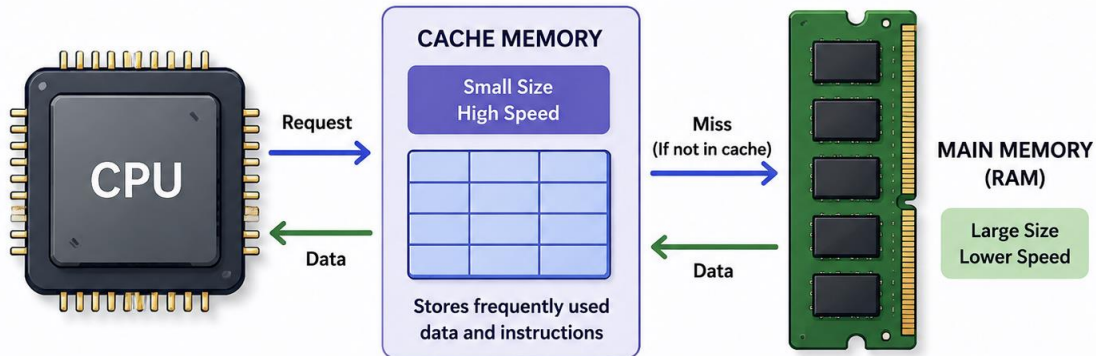 CPU
Request
Data
CACHE MEMORY
Small Size
High Speed
Stores frequently used
data and instructions
Miss
(If not in cache)
Data
MAIN MEMORY
(RAM)
Large Size
Lower Speed